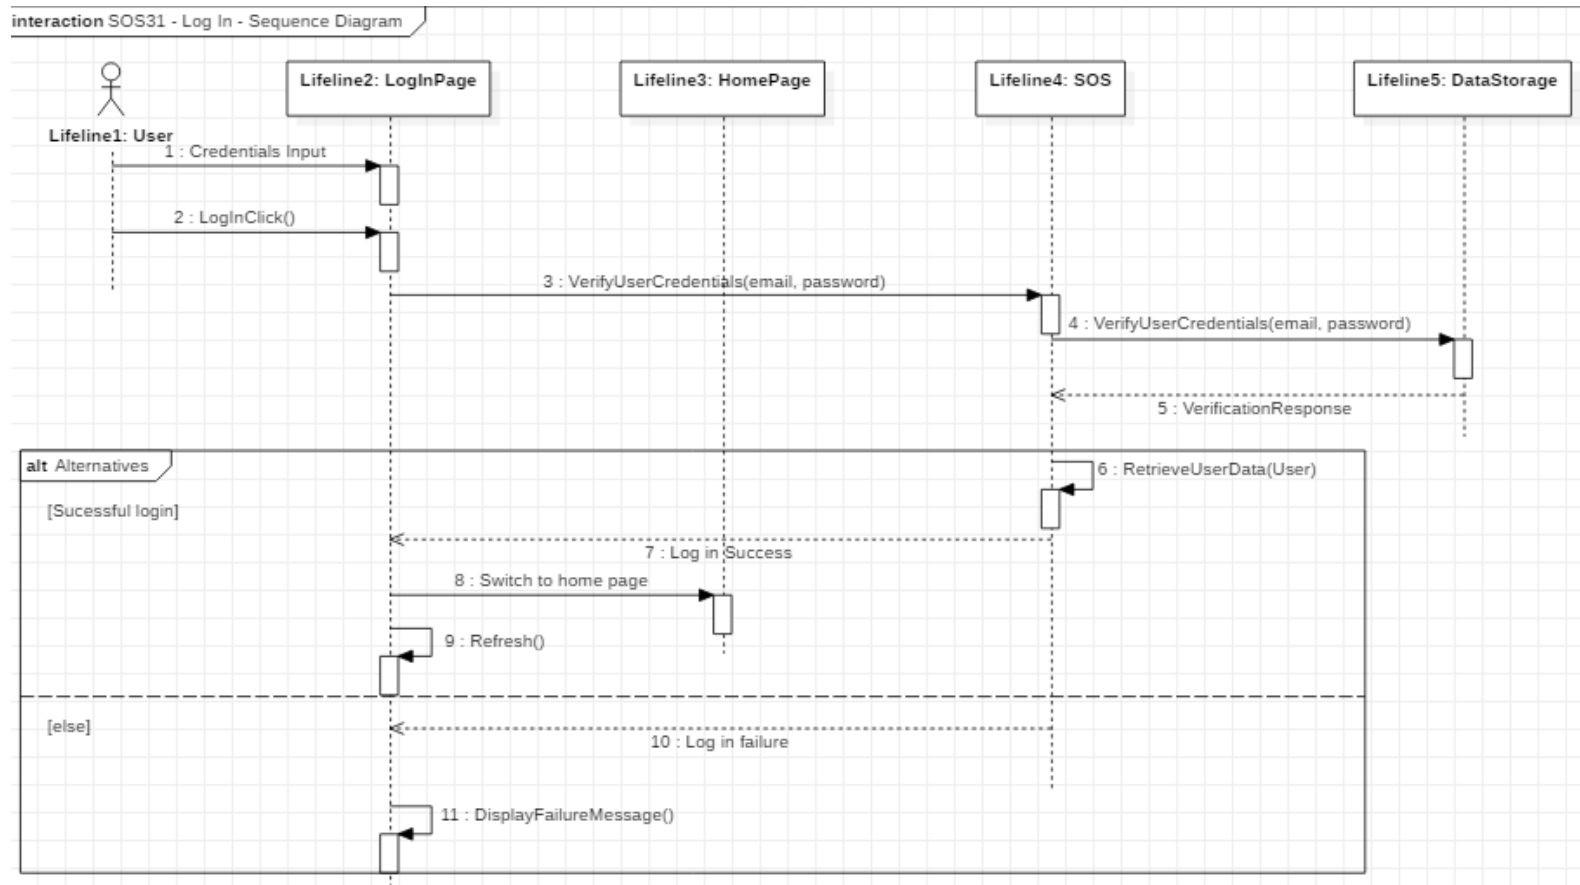 interaction SOS31 - Log In - Sequence Diagram
Lifeline1: User
Lifeline2: LogInPage
Lifeline3: HomePage
Lifeline4: SOS
Lifeline5: DataStorage
1 : Credentials Input
2 : LogInClick()
3 : VerifyUserCredentials(email, password)
4 : VerifyUserCredentials(email, password)
5 : VerificationResponse
alt Alternatives
6 : RetrieveUserData(User)
[Sucessful login]
7 : Log in Success
8 : Switch to home page
9 : Refresh()
[else]
10 : Log in failure
11 : DisplayFailureMessage()